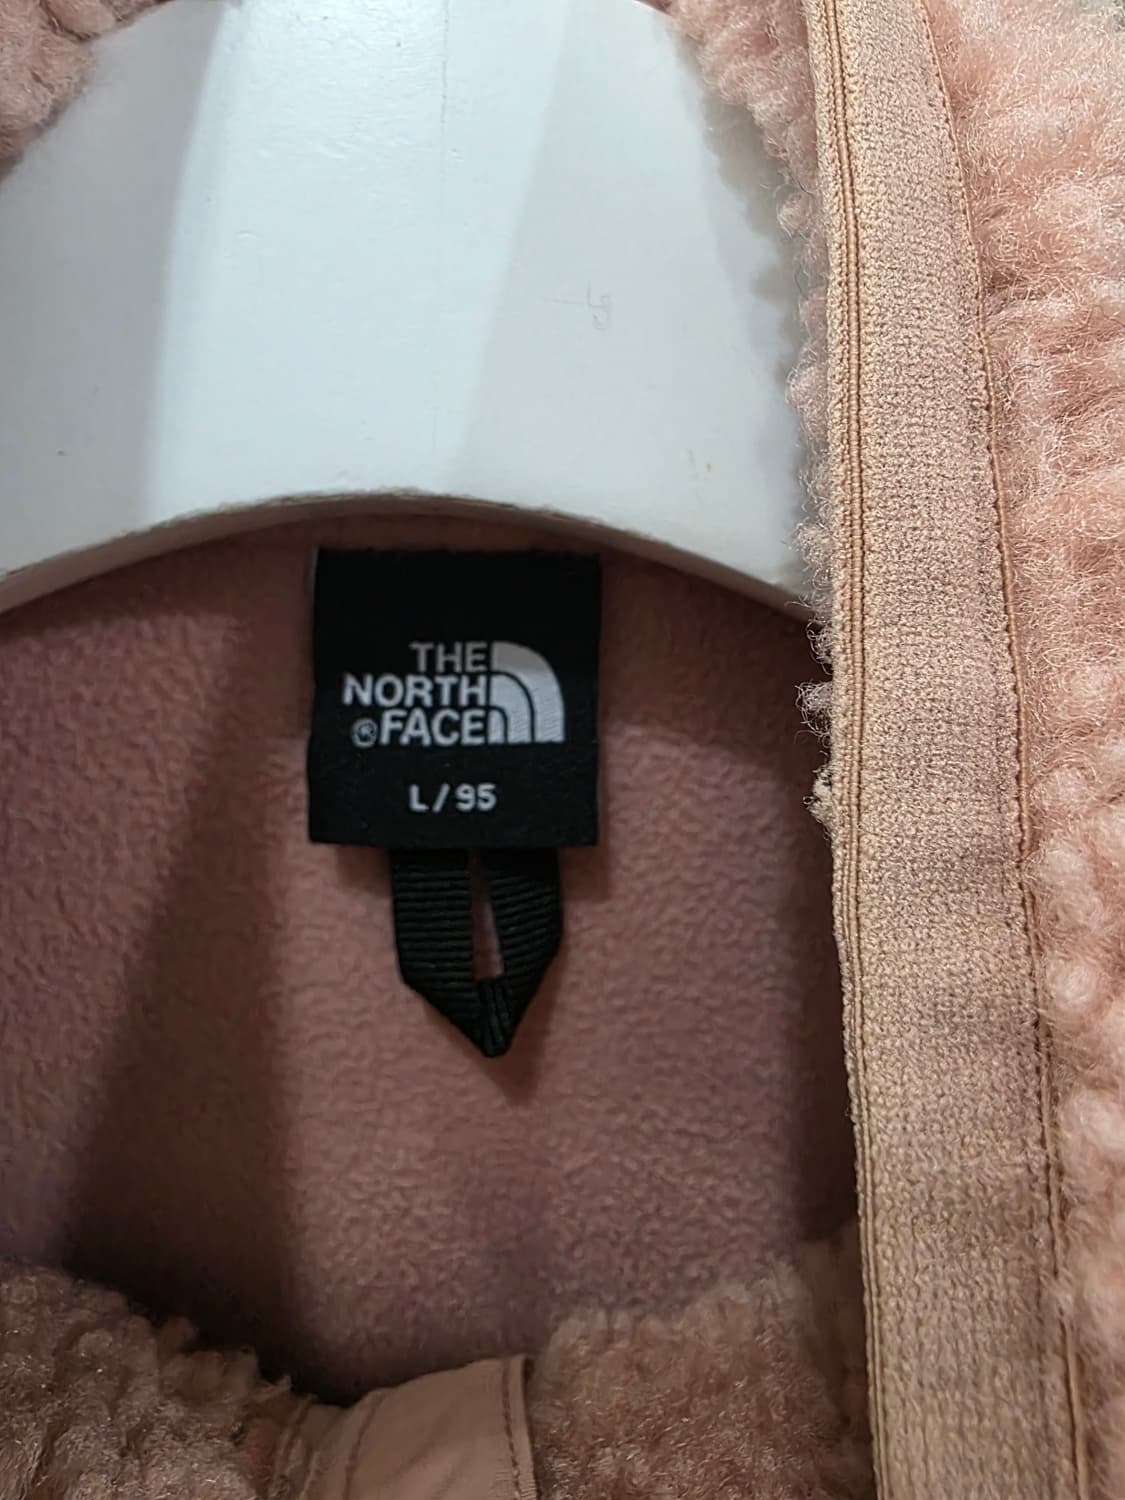 THE
NORTH
®FACE
L / 95